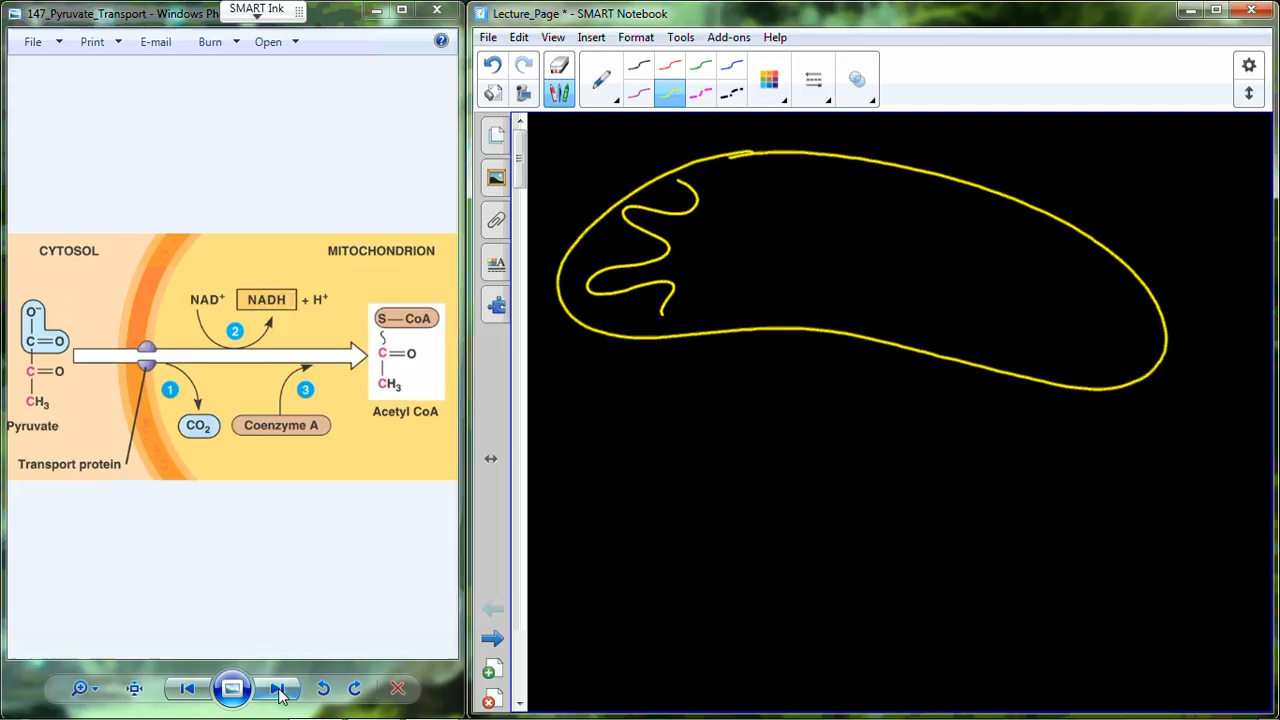 147_Pyruvate_Transport - Windows Ph
SMART Ink
File Print E-mail Burn Open
CYTOSOL
MITOCHONDRION
NAD⁺ NADH + H⁺
S—CoA
O⁻
C=O
C=O
CH₃
2
C=O
CH₃
1
3
CO₂
Coenzyme A
Acetyl CoA
Pyruvate
Transport protein
Lecture_Page * - SMART Notebook
File Edit View Insert Format Tools Add-ons Help